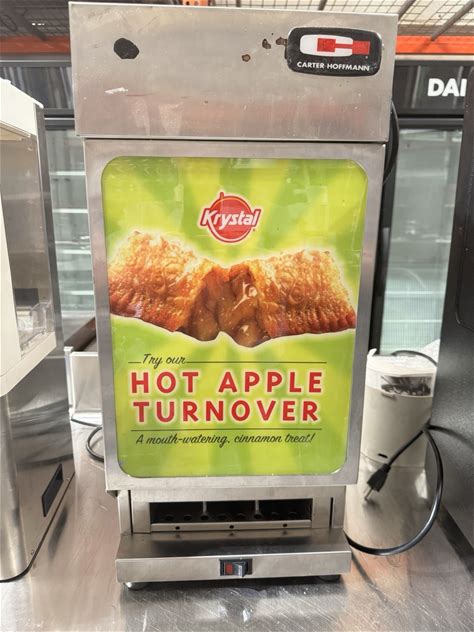 CARTER-HOFFMANN
DAI
Krystal
Try our
HOT APPLE
TURNOVER
A mouth-watering, cinnamon treat!